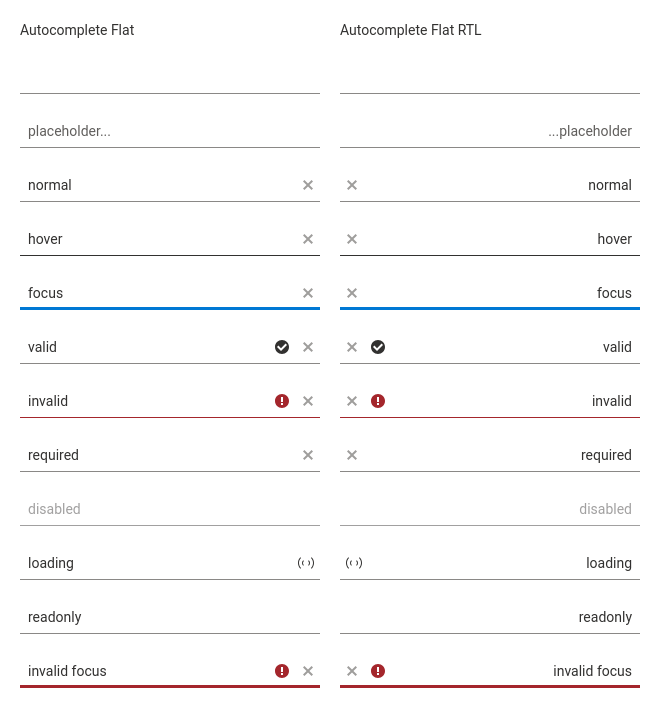 Autocomplete Flat
Autocomplete Flat RTL
placeholder...
...placeholder
normal
normal
hover
hover
focus
focus
valid
valid
invalid
invalid
required
required
disabled
disabled
loading
loading
readonly
readonly
invalid focus
invalid focus